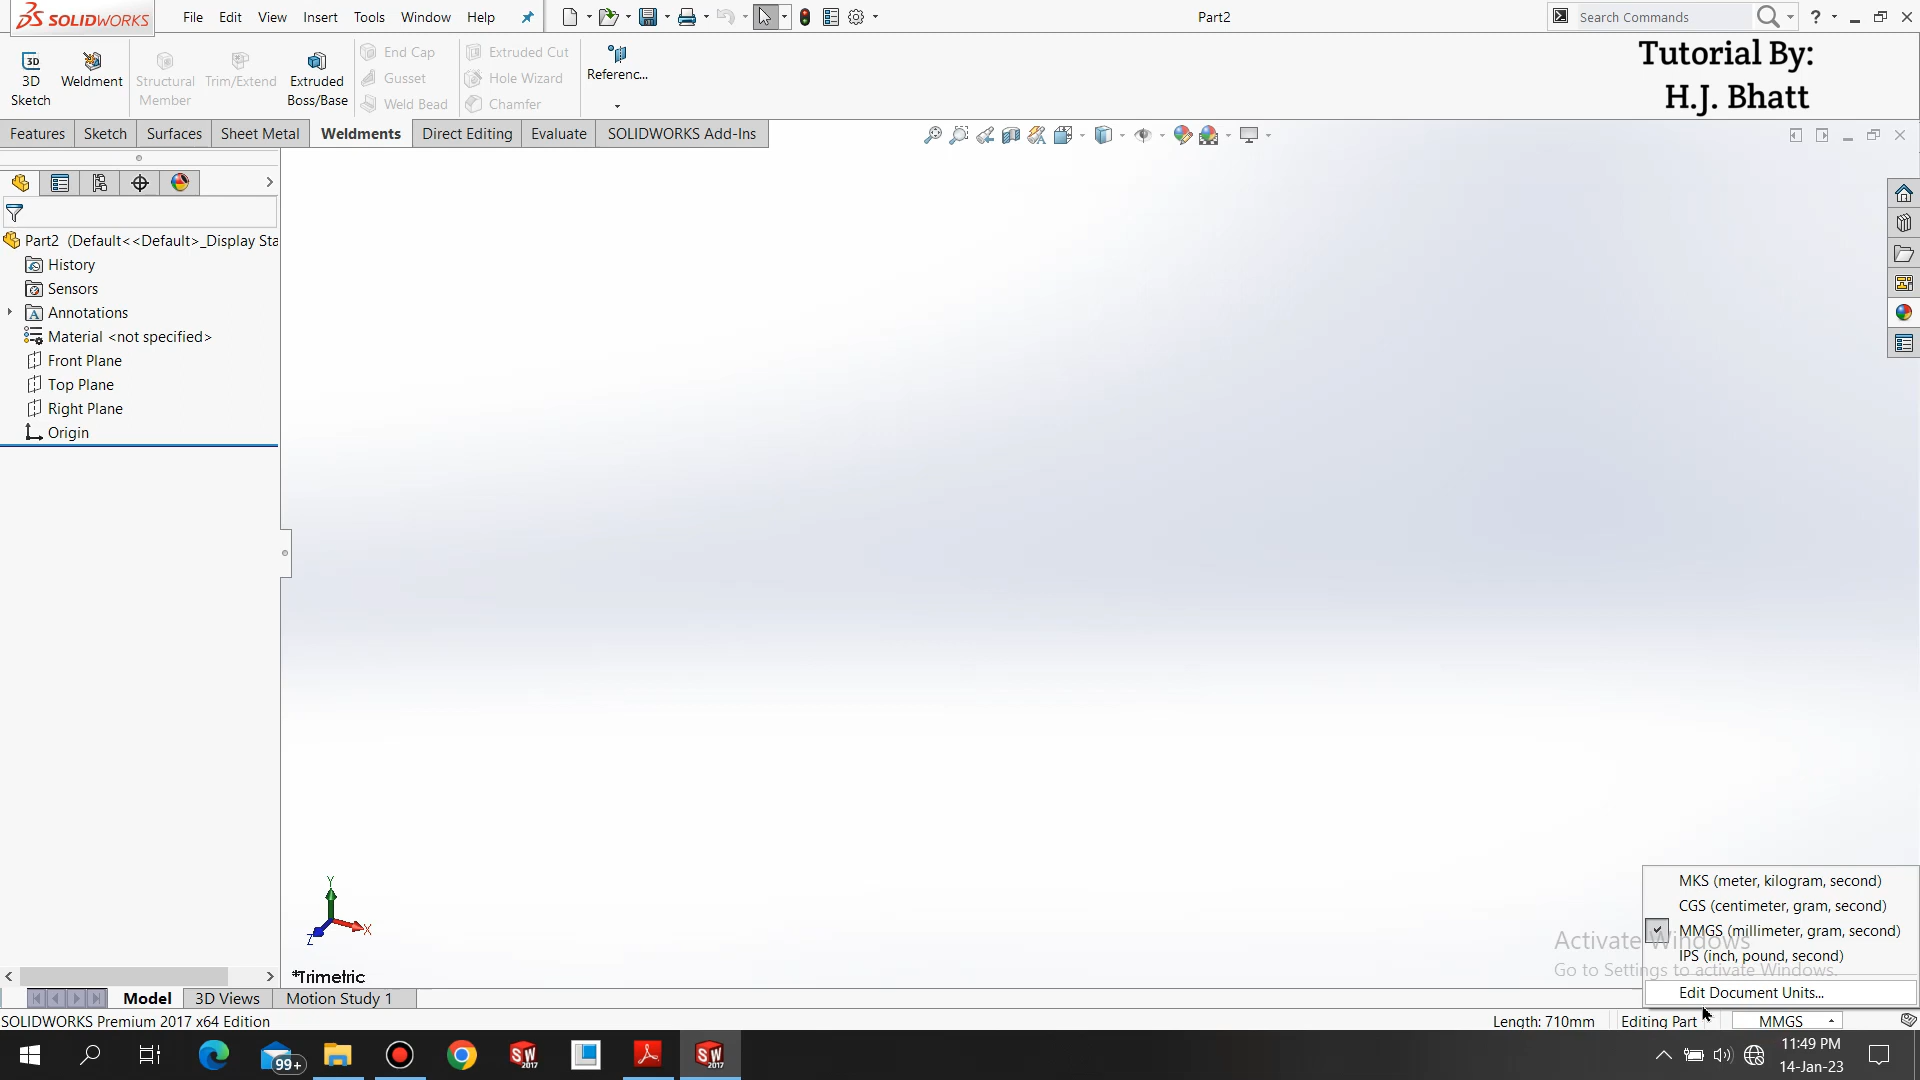 SOLIDWORKS
File Edit View Insert Tools Window Help
Part2
Search Commands
Tutorial By:
H.J. Bhatt
3D
3D
Sketch
Weldment
Structural
Member
Trim/Extend
Extruded
Boss/Base
End Cap
Gusset
Weld Bead
Extruded Cut
Hole Wizard
Chamfer
Referenc...
Features Sketch Surfaces Sheet Metal Weldments Direct Editing Evaluate SOLIDWORKS Add-Ins
Part2 (Default<<Default>_Display Sta
History
Sensors
Annotations
Material <not specified>
Front Plane
Top Plane
Right Plane
Origin
Y
X
Z
*Trimetric
MKS (meter, kilogram, second)
CGS (centimeter, gram, second)
MMGS (millimeter, gram, second)
IPS (inch, pound, second)
Edit Document Units...
Activate Windows
Go to Settings to activate Windows.
Model 3D Views Motion Study 1
SOLIDWORKS Premium 2017 x64 Edition
Length: 710mm Editing Part MMGS
99+
SW
2017
SW
2017
11:49 PM
14-Jan-23